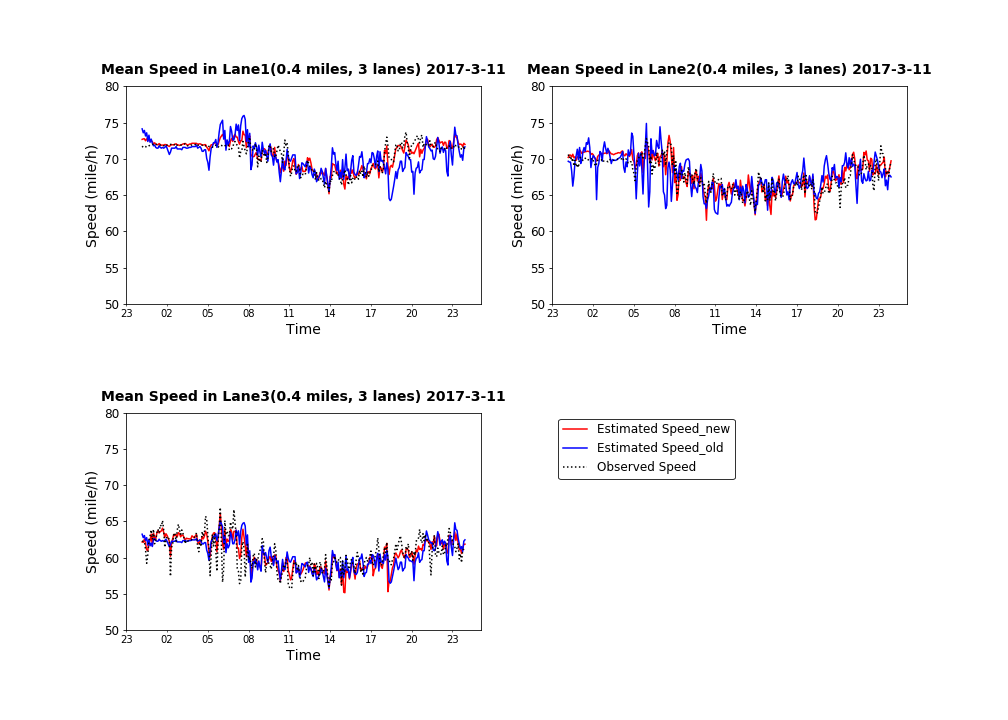 Mean Speed in Lane1(0.4 miles, 3 lanes) 2017-3-11
80
75
70
65
60
55
50
Speed (mile/h)
23 02 05 08 11 14 17 20 23
Time
Mean Speed in Lane2(0.4 miles, 3 lanes) 2017-3-11
80
75
70
65
60
55
50
Speed (mile/h)
23 02 05 08 11 14 17 20 23
Time
Mean Speed in Lane3(0.4 miles, 3 lanes) 2017-3-11
80
75
70
65
60
55
50
Speed (mile/h)
23 02 05 08 11 14 17 20 23
Time
Estimated Speed_new
Estimated Speed_old
Observed Speed